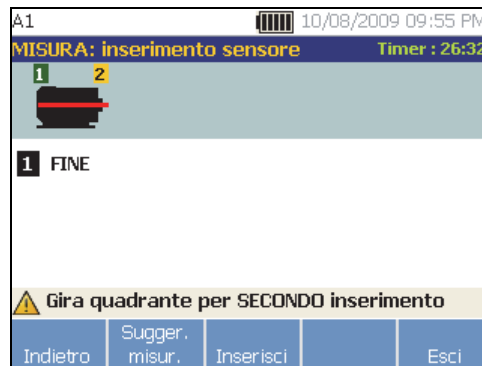 A1 10/08/2009 09:55 PM
MISURA: inserimento sensore Timer : 26:32
1 2
1 FINE
Gira quadrante per SECONDO inserimento
Indietro Sugger. misur. Inserisci Esci